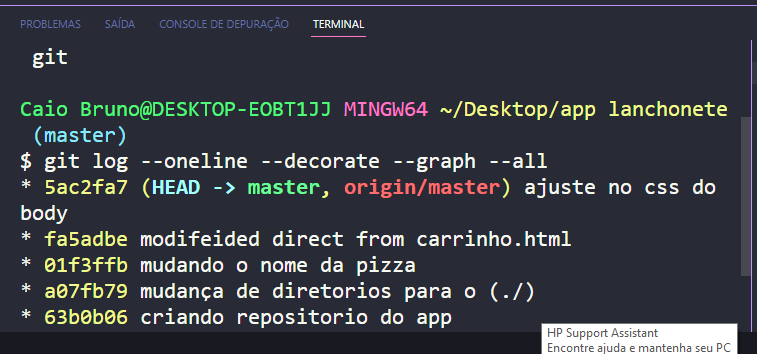 PROBLEMAS SAÍDA CONSOLE DE DEPURAÇÃO TERMINAL
git
Caio Bruno@DESKTOP-EOBT1JJ MINGW64 ~/Desktop/app lanchonete
(master)
$ git log --oneline --decorate --graph --all
* 5ac2fa7 (HEAD -> master, origin/master) ajuste no css do
body
* fa5adbe modifeided direct from carrinho.html
* 01f3ffb mudando o nome da pizza
* a07fb79 mudança de diretorios para o (./)
* 63b0b06 criando repositorio do app
HP Support Assistant
Encontre ajuda e mantenha seu PC